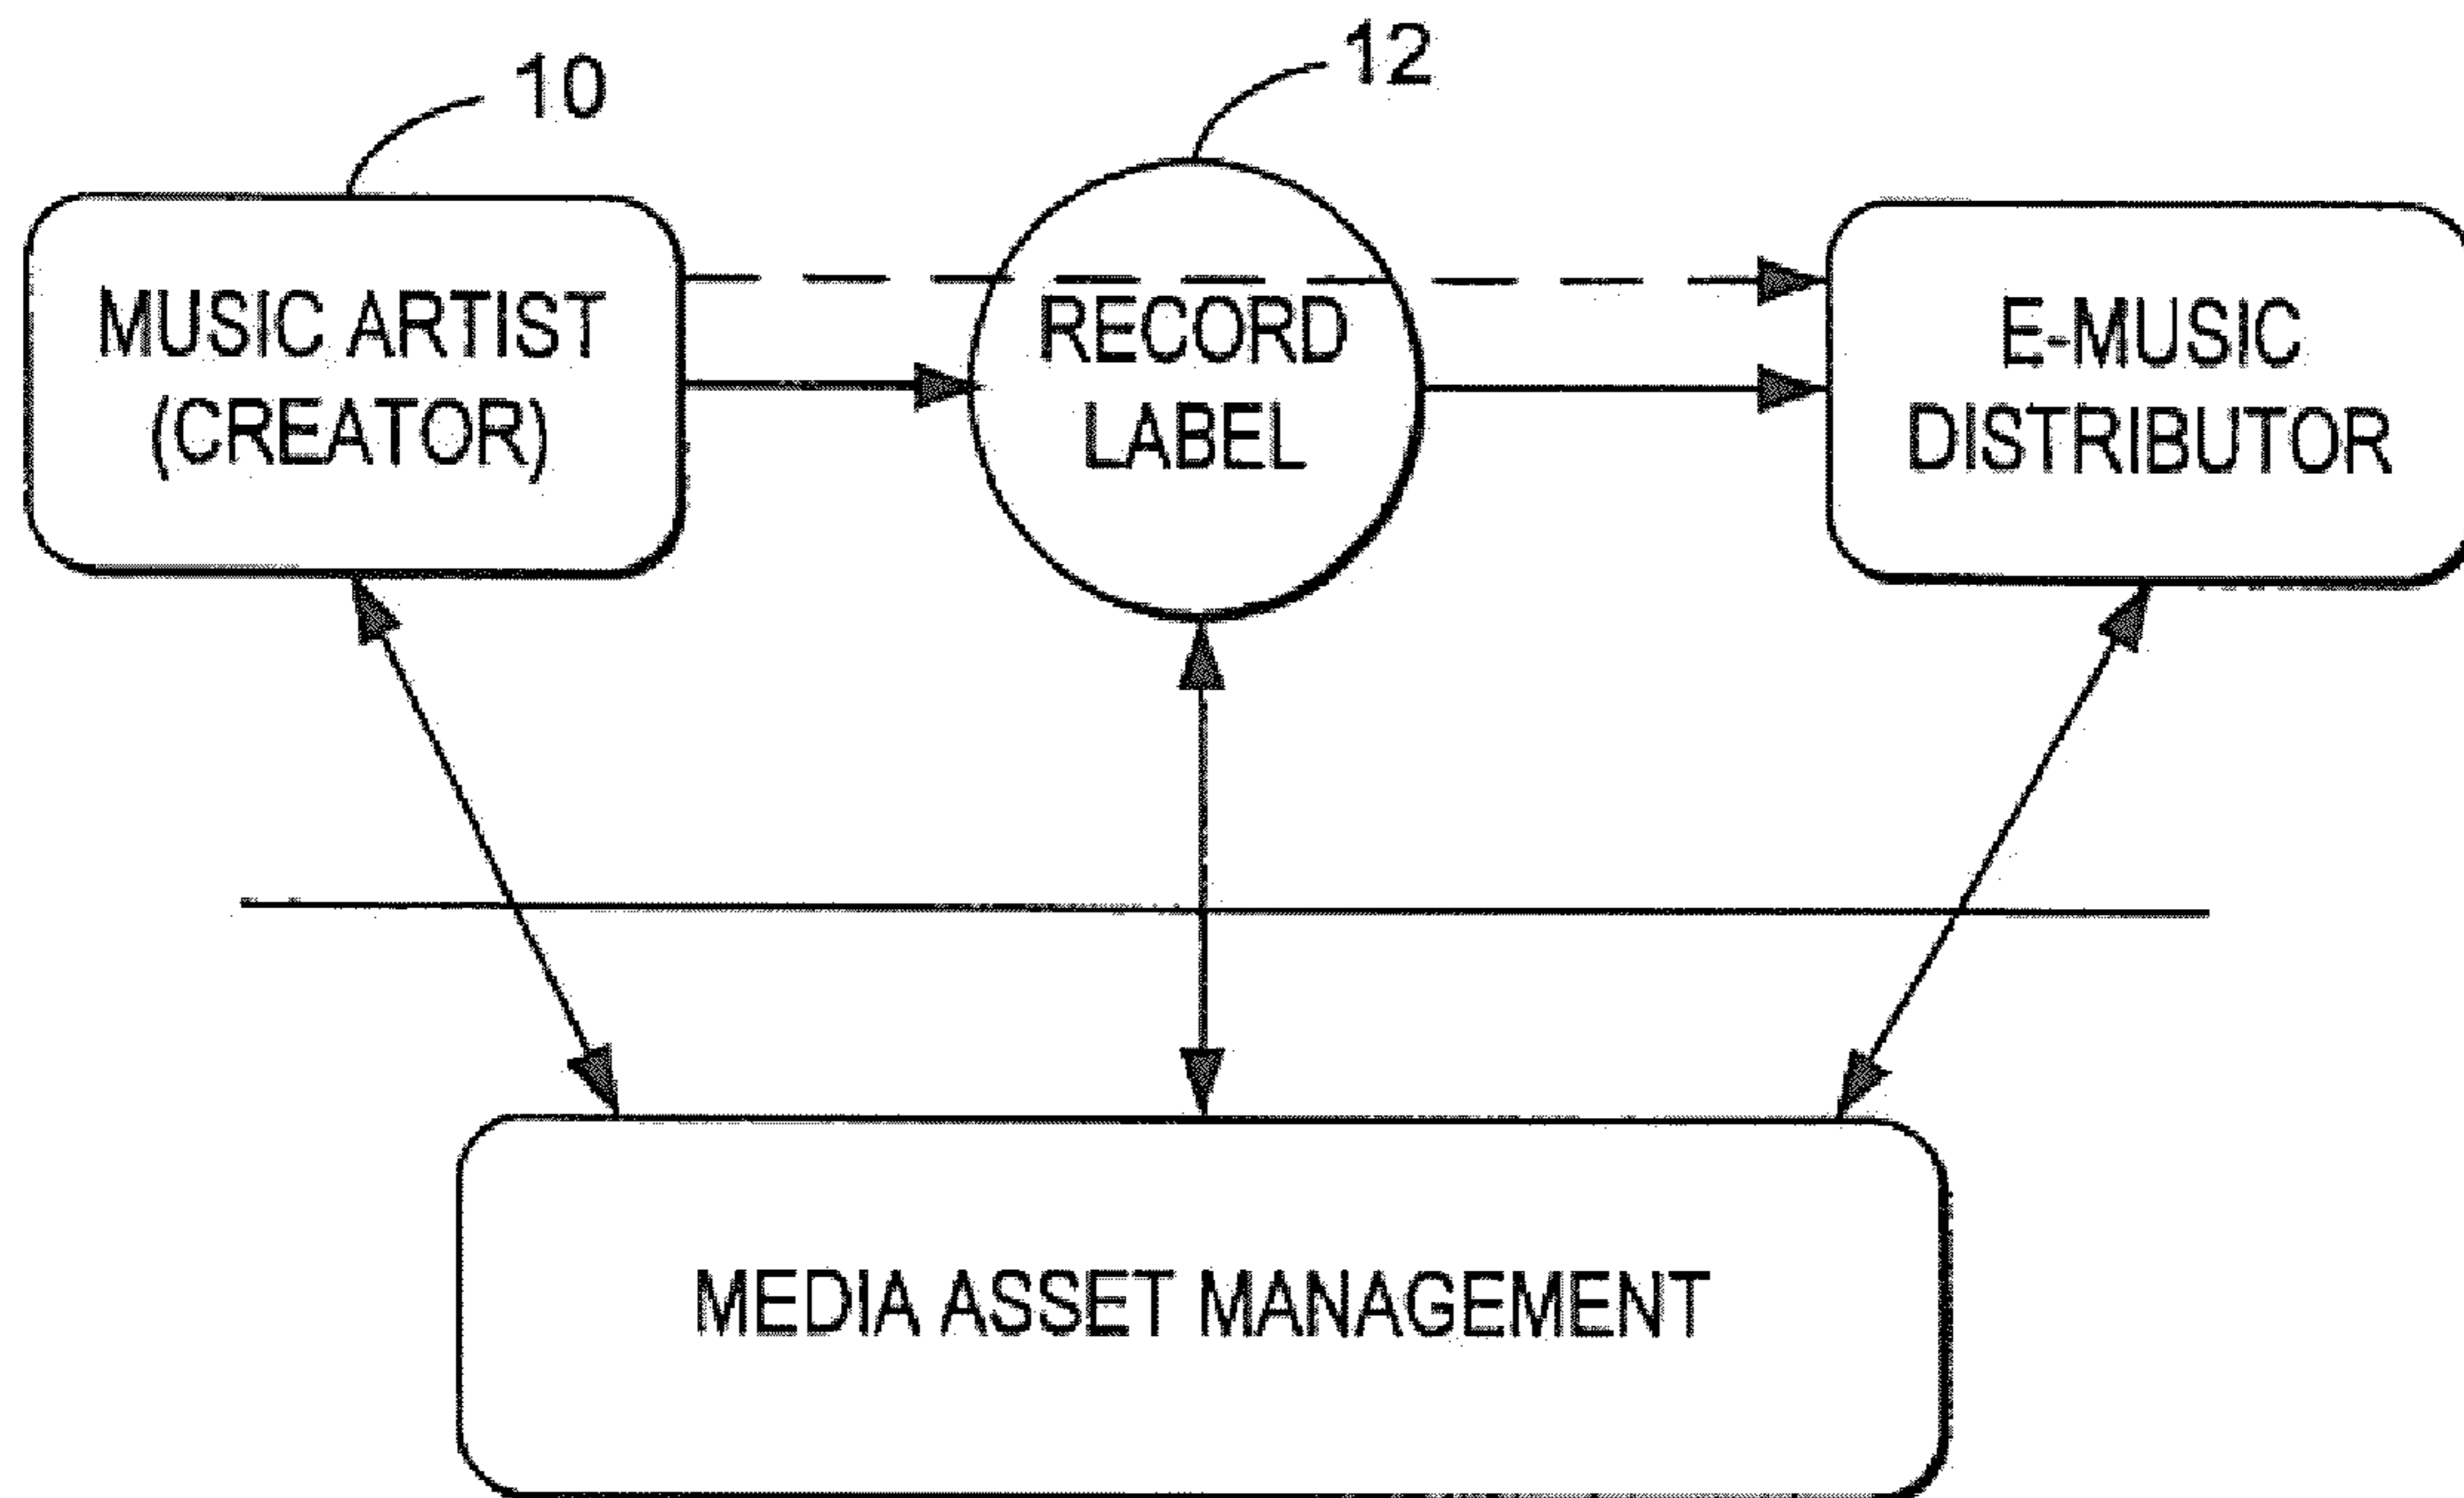 10
12
MUSIC ARTIST
(CREATOR)
RECORD
LABEL
E-MUSIC
DISTRIBUTOR
MEDIA ASSET MANAGEMENT